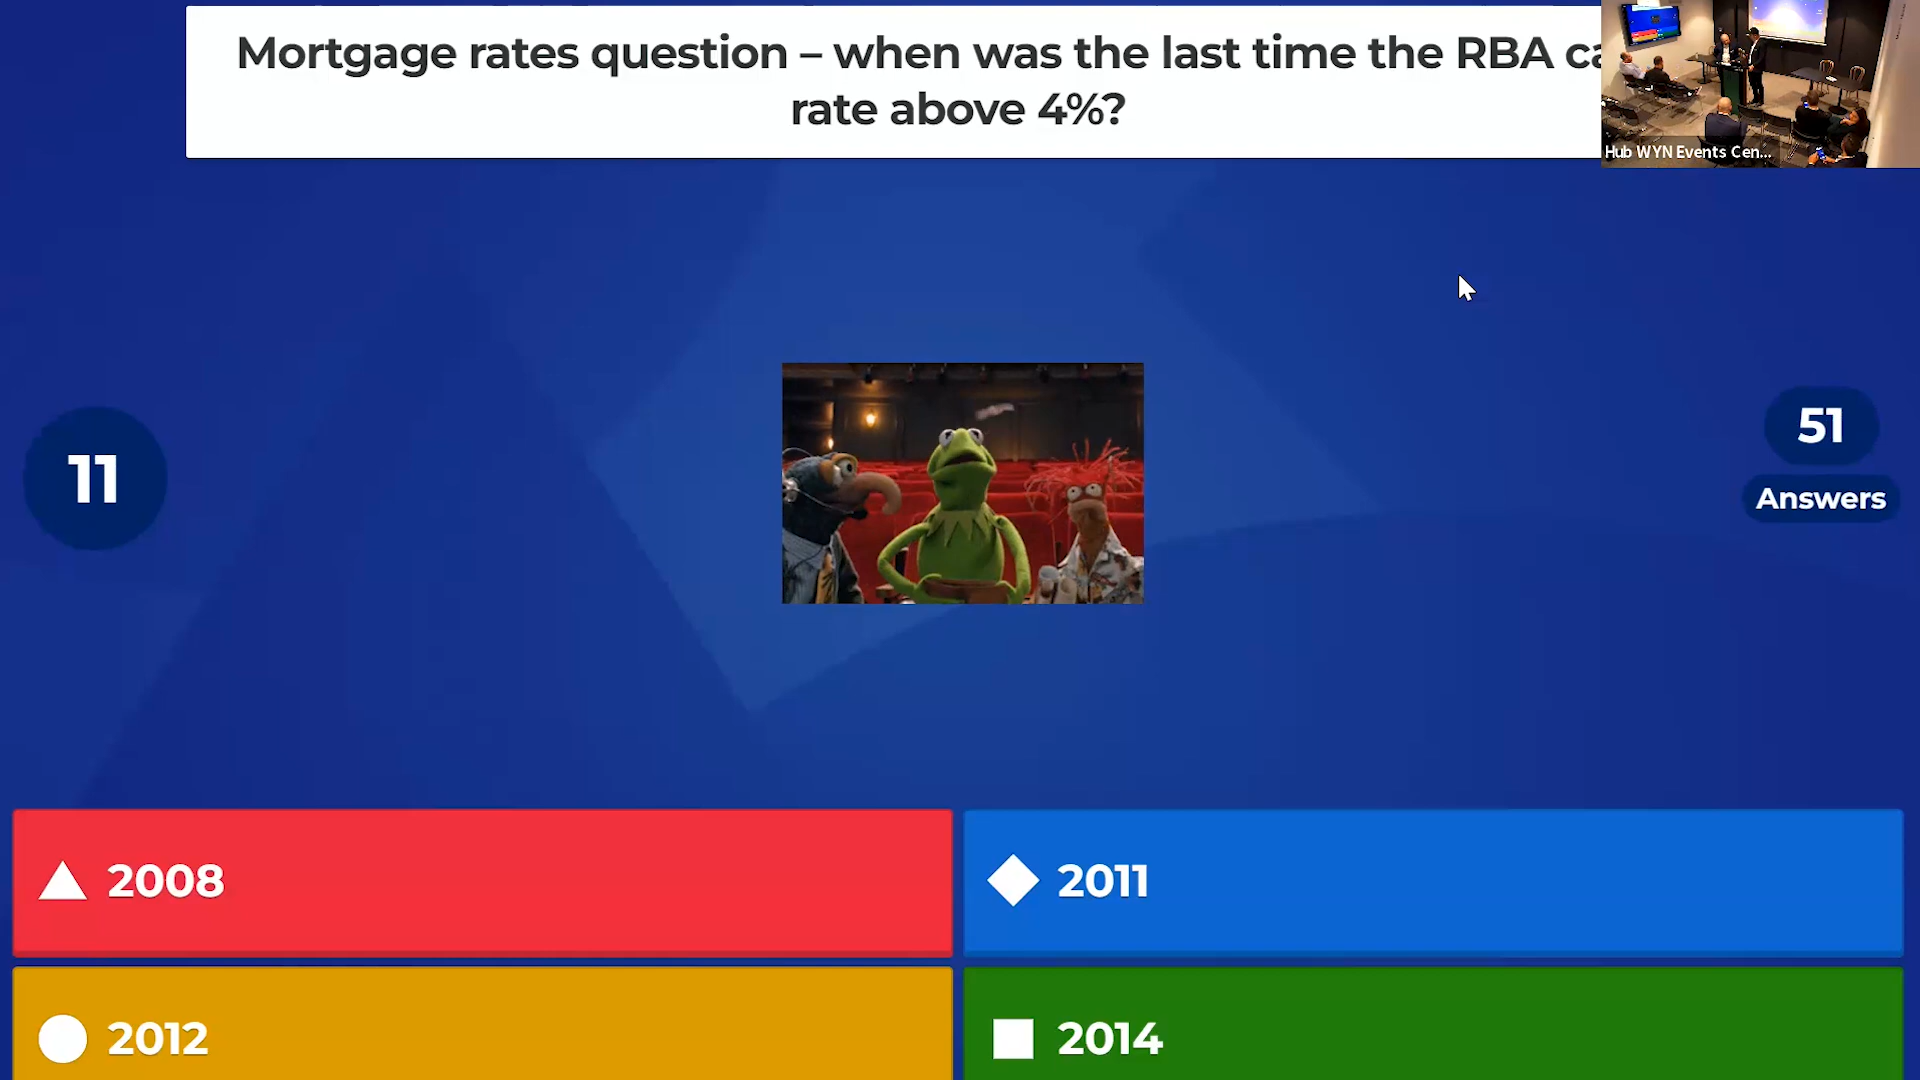 Mortgage rates question – when was the last time the RBA ca
rate above 4%?
Hub WYN Events Cen...
11
51
Answers
2008
2011
2012
2014